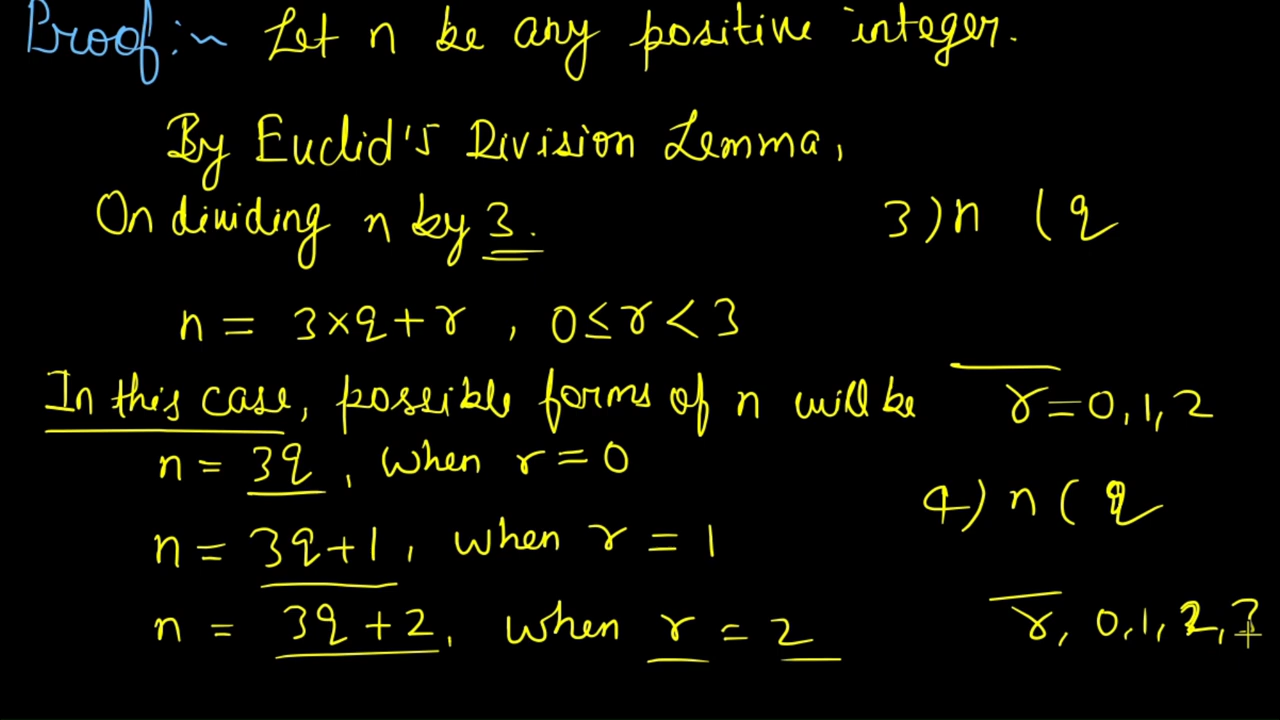 Proof:~ Let n be any positive integer.
By Euclid's Division Lemma,
On dividing n by 3.
3)n (q
n = 3×q+r , 0≤r<3
In this case, possible forms of n will be
r=0,1,2
n = 3q, when r=0
4)n(q
n = 3q+1, when r = 1
n = 3q+2, when r = 2
r, 0,1,2,3